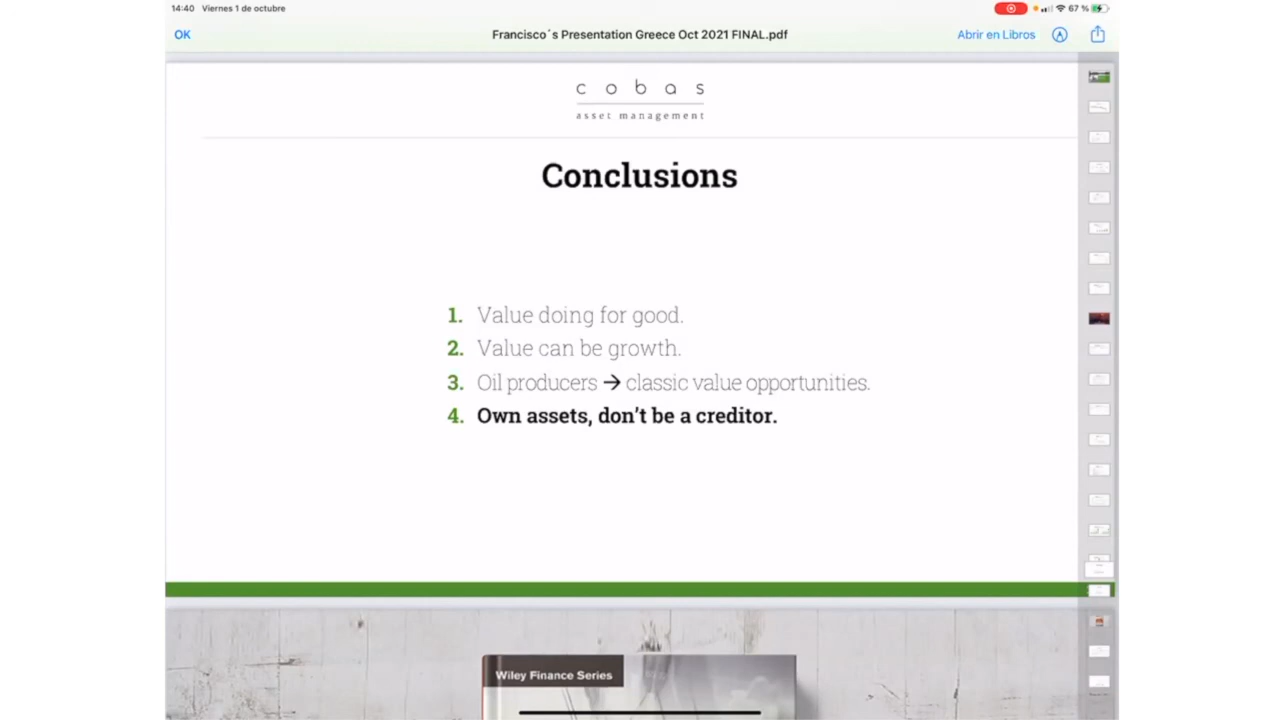 14:40 Viernes 1 de octubre
67 %
OK
Francisco´s Presentation Greece Oct 2021 FINAL.pdf
Abrir en Libros
cobas
asset management
Conclusions
1. Value doing for good.
2. Value can be growth.
3. Oil producers → classic value opportunities.
4. Own assets, don't be a creditor.
Wiley Finance Series